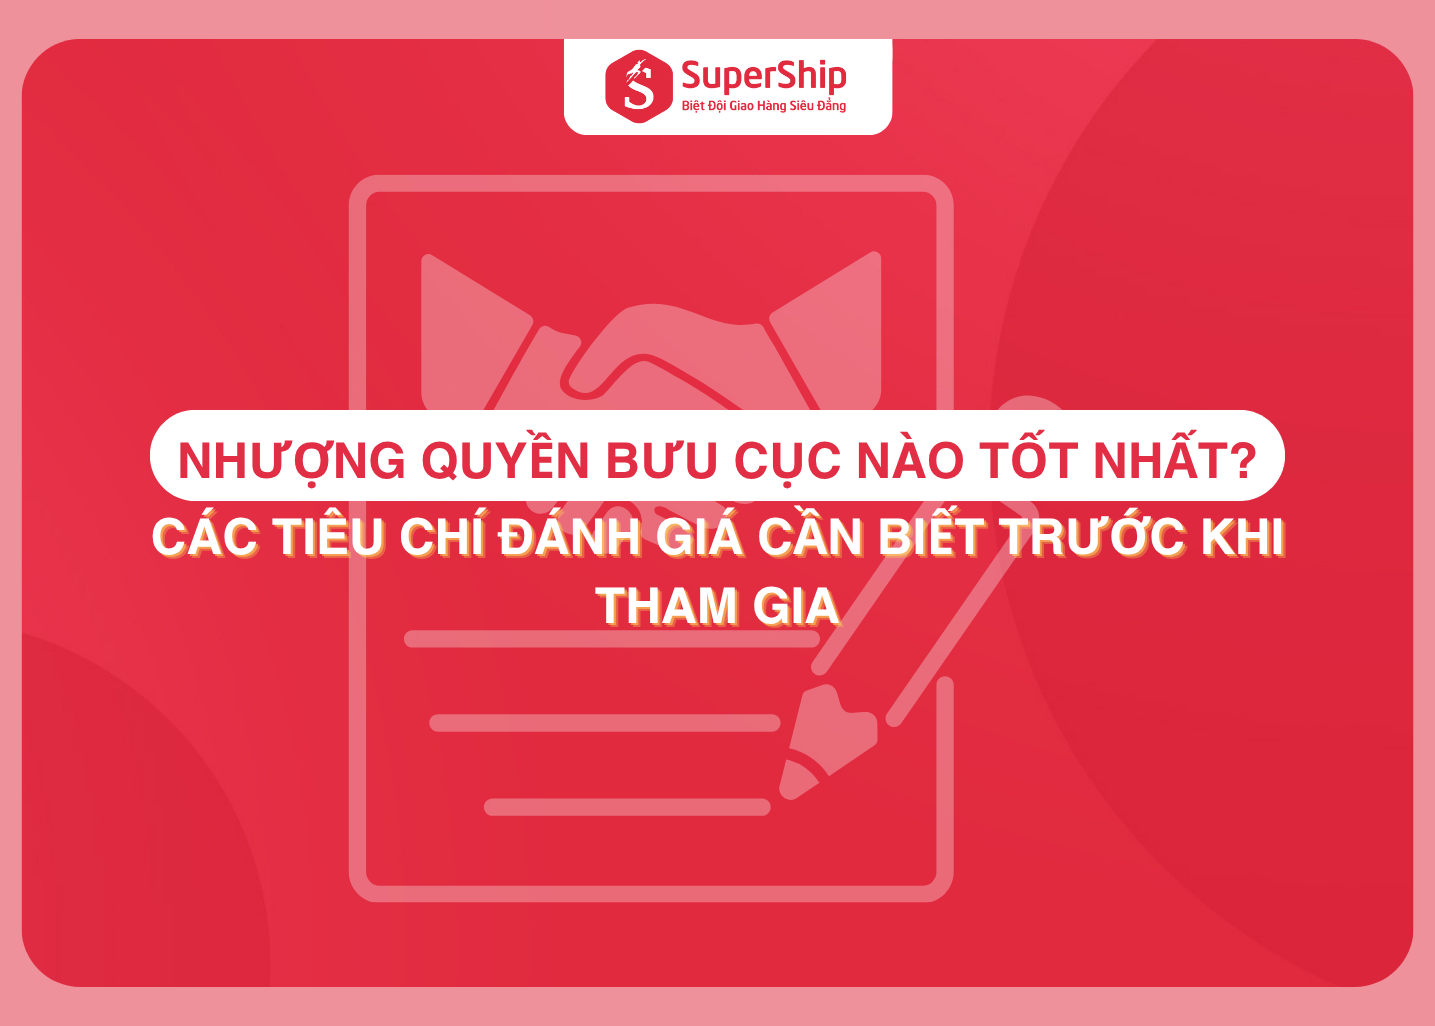 SuperShip
Biệt Đội Giao Hàng Siêu Đẳng
NHƯỢNG QUYỀN BƯU CỤC NÀO TỐT NHẤT?
CÁC TIÊU CHÍ ĐÁNH GIÁ CẦN BIẾT TRƯỚC KHI
THAM GIA